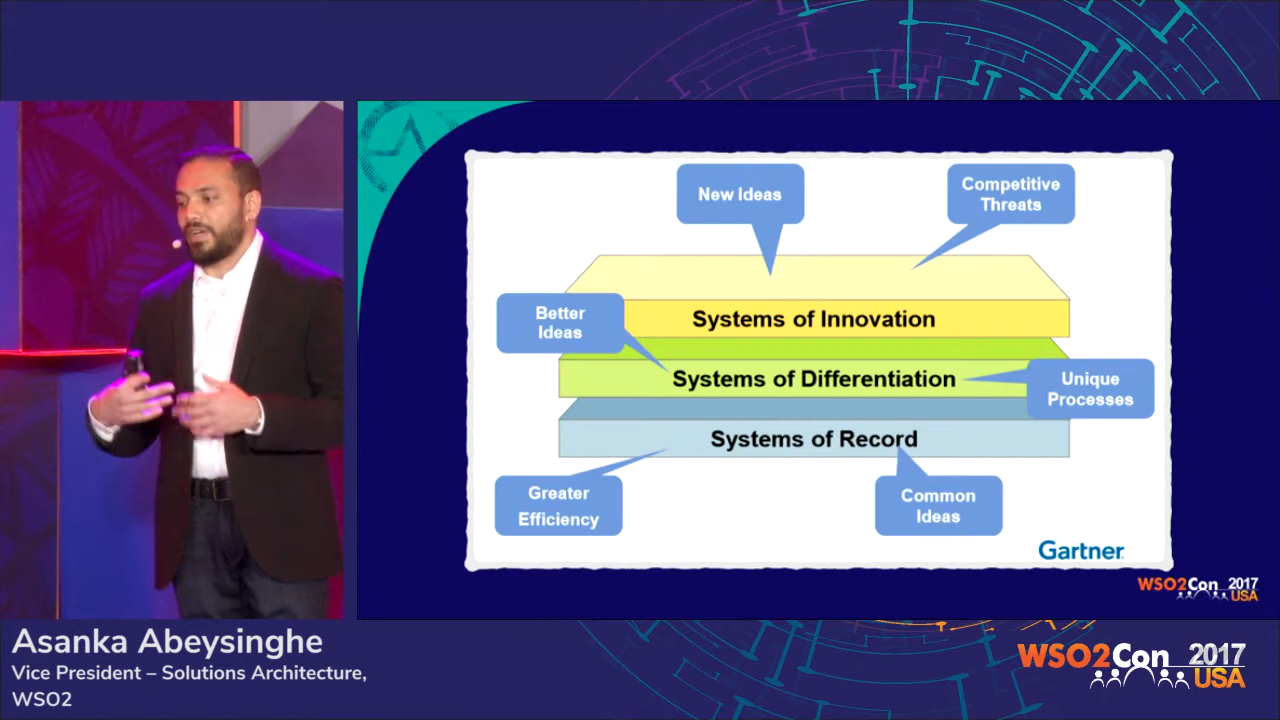 New Ideas
Competitive
Threats
Better
Ideas
Systems of Innovation
Systems of Differentiation
Unique
Processes
Systems of Record
Greater
Efficiency
Common
Ideas
Gartner
WSO2Con 2017
USA
Asanka Abeysinghe
Vice President – Solutions Architecture,
WSO2
WSO2Con 2017
USA